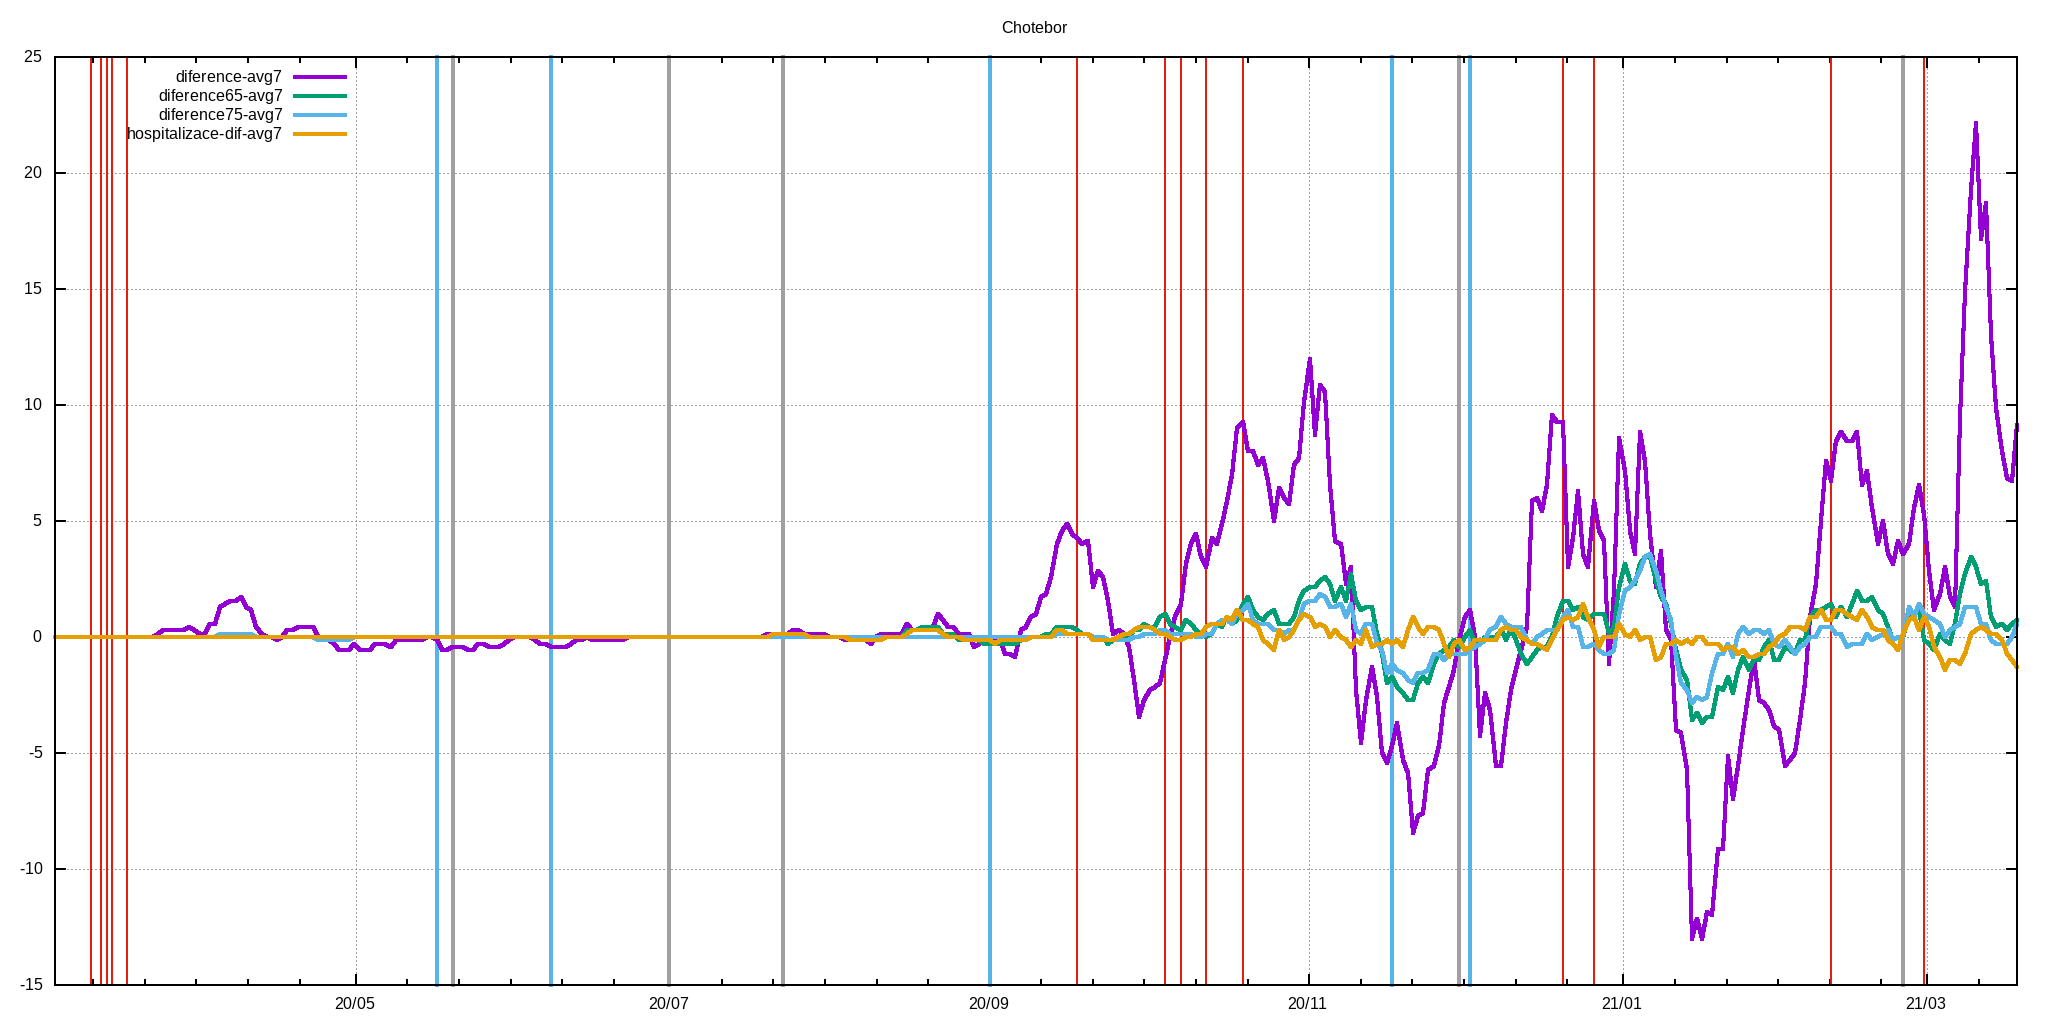 Chotebor
25
20
15
10
5
0
-5
-10
-15
diference-avg7
diference65-avg7
diference75-avg7
hospitalizace-dif-avg7
20/05 20/07 20/09 20/11 21/01 21/03